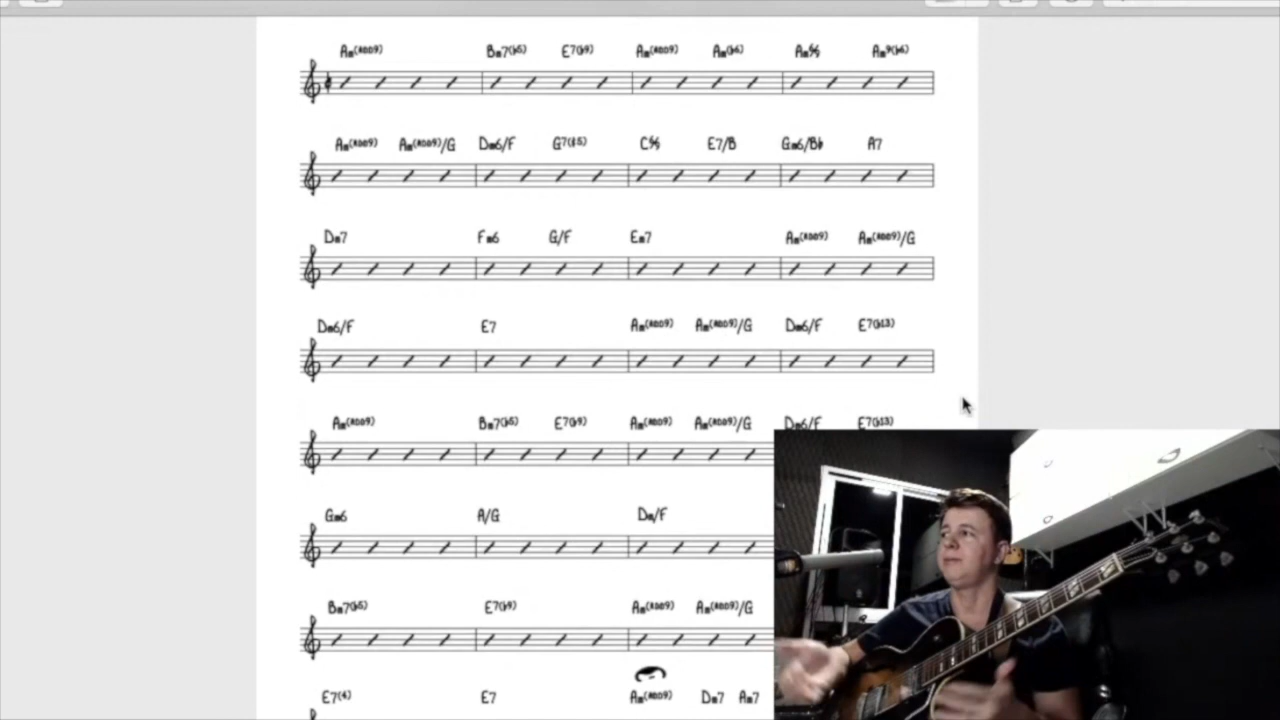 Am(ADD9) Bm7(b5) E7(b9) Am(ADD9) Am(b6) Am6/9 Am9(b6)
Am(ADD9) Am(ADD9)/G Dm6/F G7(#5) C6/9 E7/B Gm6/Bb A7
Dm7 Fm6 G/F Em7 Am(ADD9) Am(ADD9)/G
Dm6/F E7 Am(ADD9) Am(ADD9)/G Dm6/F E7(b13)
Am(ADD9) Bm7(b5) E7(b9) Am(ADD9) Am(ADD9)/G Dm6/F E7(b13)
Gm6 A/G Dm/F
Bm7(b5) E7(b9) Am(ADD9) Am(ADD9)/G
E7(4) E7 Am(ADD9) Dm7 Am7